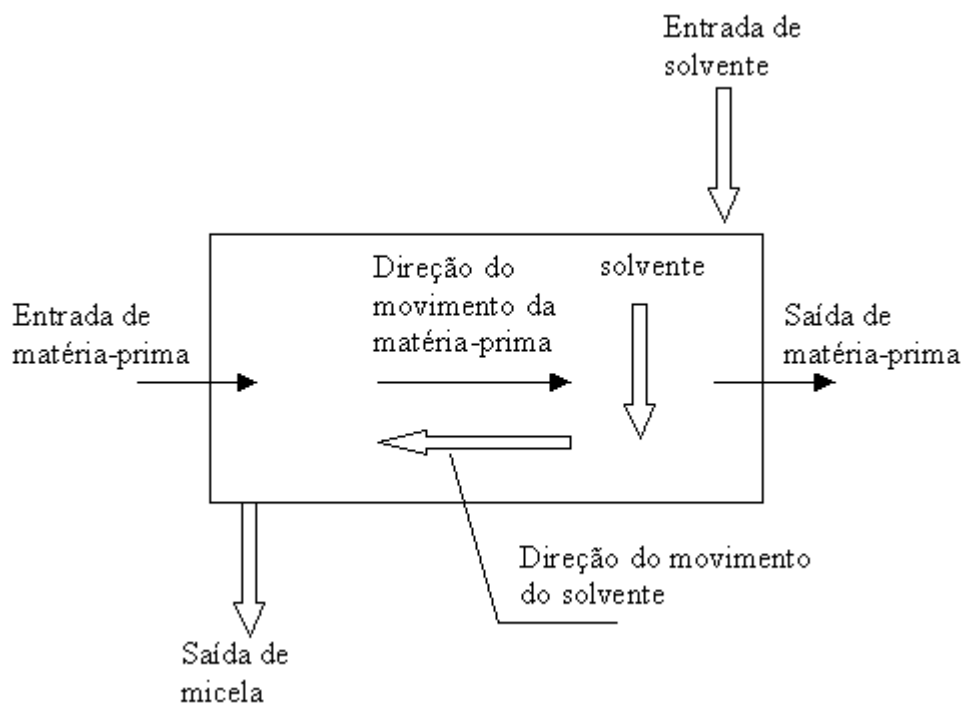 Entrada de
solvente
Direção do
movimento da
matéria-prima
solvente
Entrada de
matéria-prima
Saída de
matéria-prima
Direção do movimento
do solvente
Saída de
micela